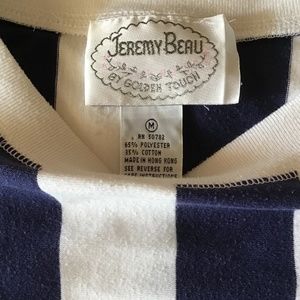 JEREMY BEAU
BY GOLDEN TOUCH
M
RN 50782
65% POLYESTER
35% COTTON
MADE IN HONG KONG
SEE REVERSE FOR
CARE INSTRUCTIONS